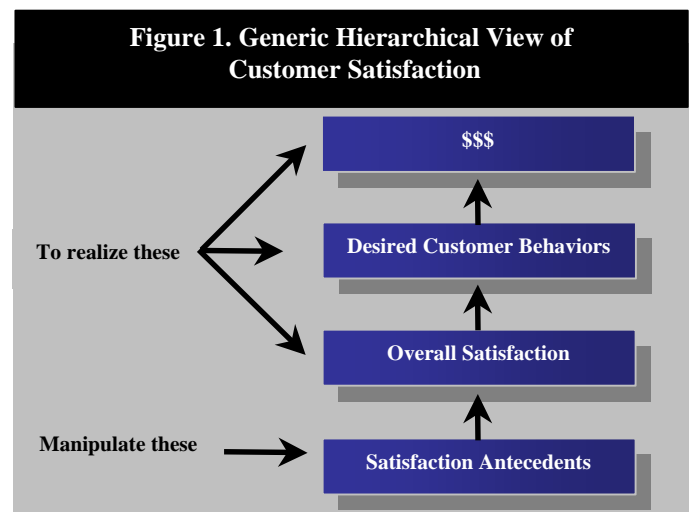 Figure 1. Generic Hierarchical View of
Customer Satisfaction
$$$
To realize these
Desired Customer Behaviors
Overall Satisfaction
Manipulate these
Satisfaction Antecedents